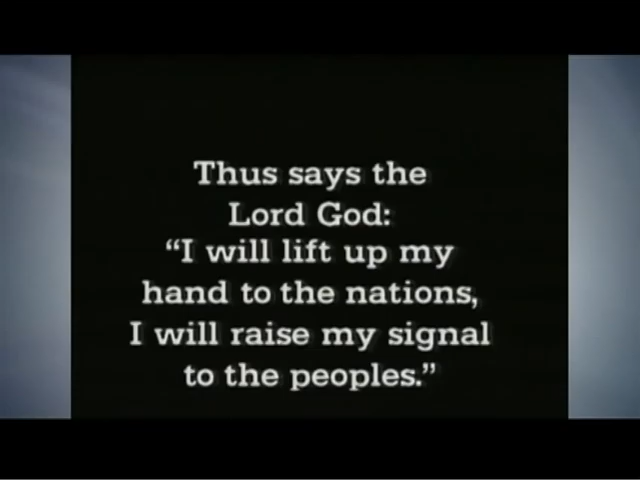 Thus says the
Lord God:
“I will lift up my
hand to the nations,
I will raise my signal
to the peoples.”